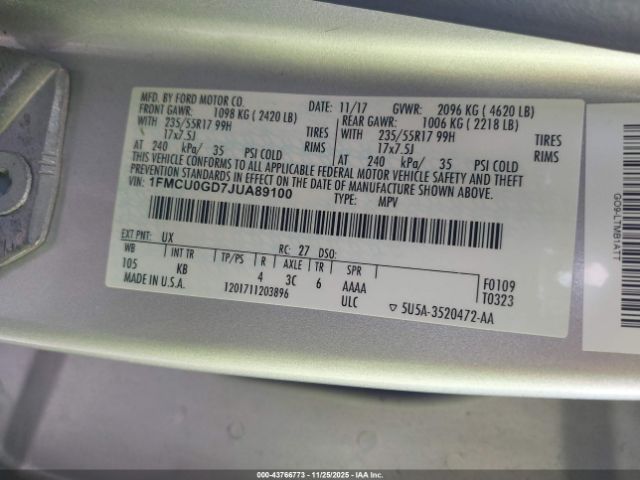 MFD. BY FORD MOTOR CO.
DATE: 11/17 GVWR: 2096 KG ( 4620 LB)
FRONT GAWR: 1098 KG ( 2420 LB) REAR GAWR: 1006 KG ( 2218 LB)
WITH 235/55R17 99H TIRES WITH 235/55R17 99H TIRES
17x7.5J RIMS 17x7.5J RIMS
AT 240 kPa/ 35 PSI COLD AT 240 kPa/ 35 PSI COLD
THIS VEHICLE CONFORMS TO ALL APPLICABLE FEDERAL MOTOR VEHICLE SAFETY AND THEFT
PREVENTION STANDARDS IN EFFECT ON THE DATE OF MANUFACTURE SHOWN ABOVE.
VIN: 1FMCU0GD7JUA89100
TYPE: MPV
EXT PNT: UX RC: 27 DSO:
WB INT TR TP/PS R AXLE TR SPR
105 KB 4 3C 6 AAAA
MADE IN U.S.A. ULC
1201711203896
F0109
T0323
▽ 5U5A-3520472-AA
GD9-LTNB1ATT
00-43766773 - 11/25/2025 - IAA Inc. - Copyright